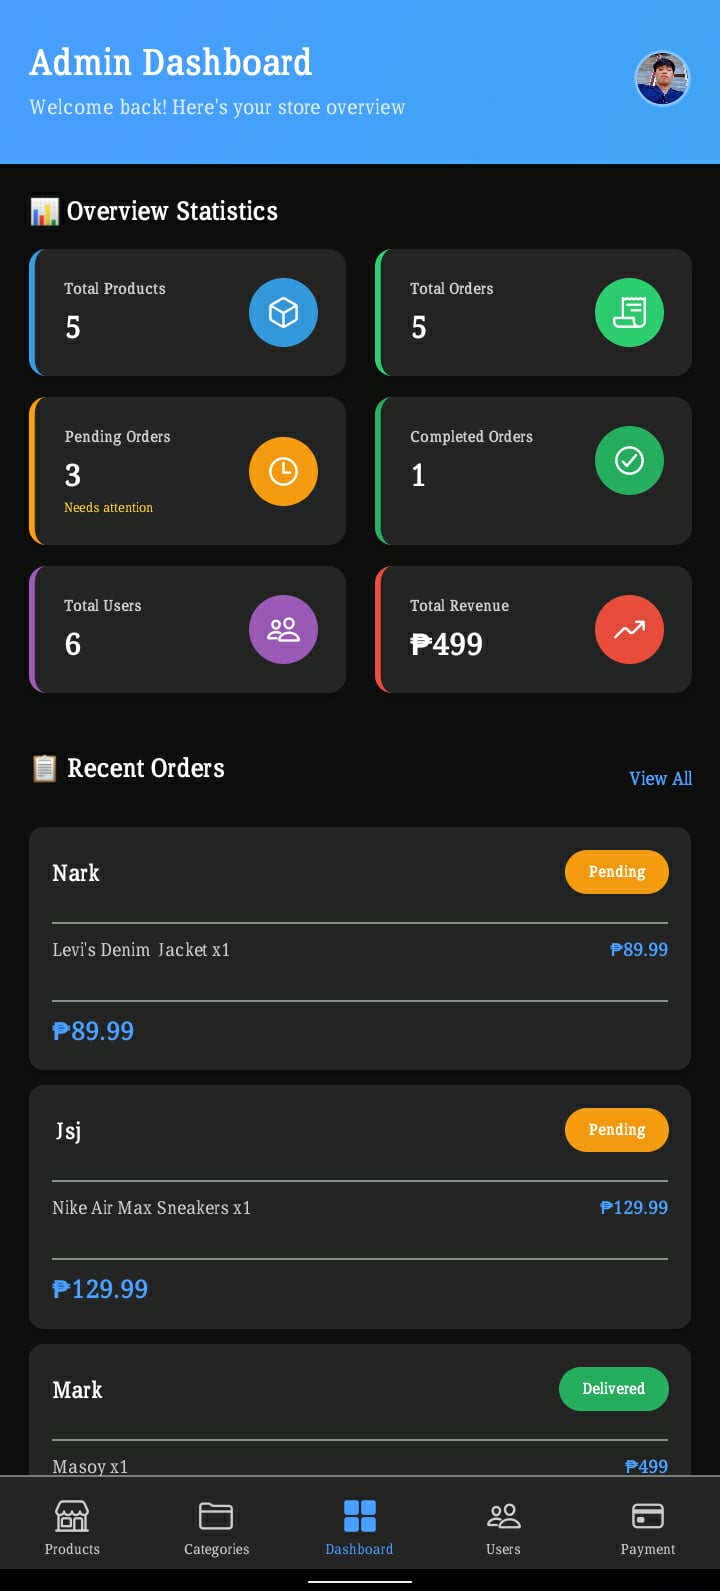 Admin Dashboard
Welcome back! Here's your store overview
📊 Overview Statistics
Total Products
5
Total Orders
5
Pending Orders
3
Needs attention
Completed Orders
1
Total Users
6
Total Revenue
₱499
📋 Recent Orders
View All
Nark
Pending
Levi's Denim Jacket x1 ₱89.99
₱89.99
Jsj
Pending
Nike Air Max Sneakers x1 ₱129.99
₱129.99
Mark
Delivered
Masoy x1 ₱499
Products Categories Dashboard Users Payment